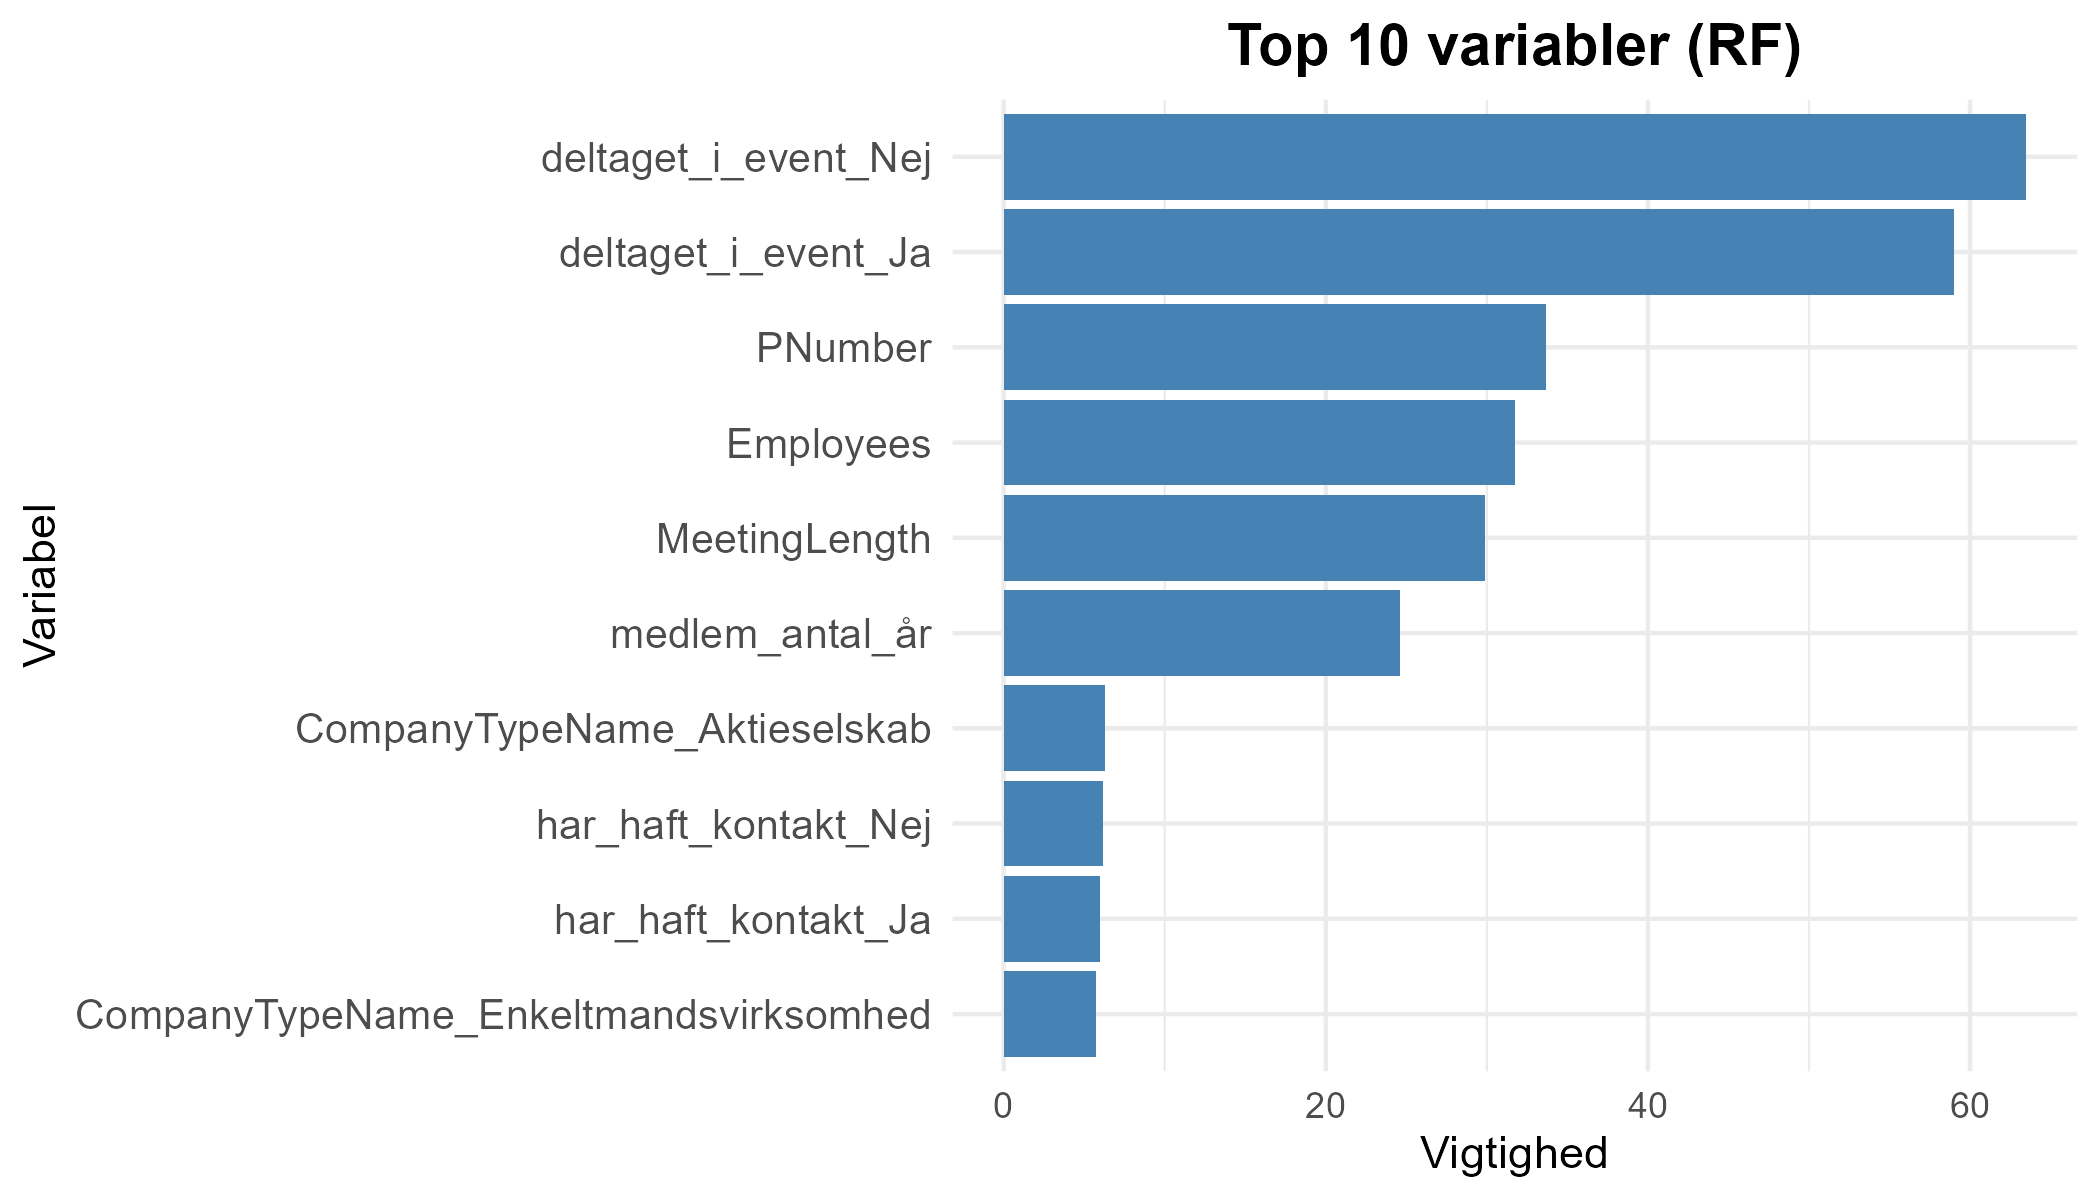 Top 10 variabler (RF)
Variabel
deltaget_i_event_Nej
deltaget_i_event_Ja
PNumber
Employees
MeetingLength
medlem_antal_år
CompanyTypeName_Aktieselskab
har_haft_kontakt_Nej
har_haft_kontakt_Ja
CompanyTypeName_Enkeltmandsvirksomhed
0 20 40 60
Vigtighed